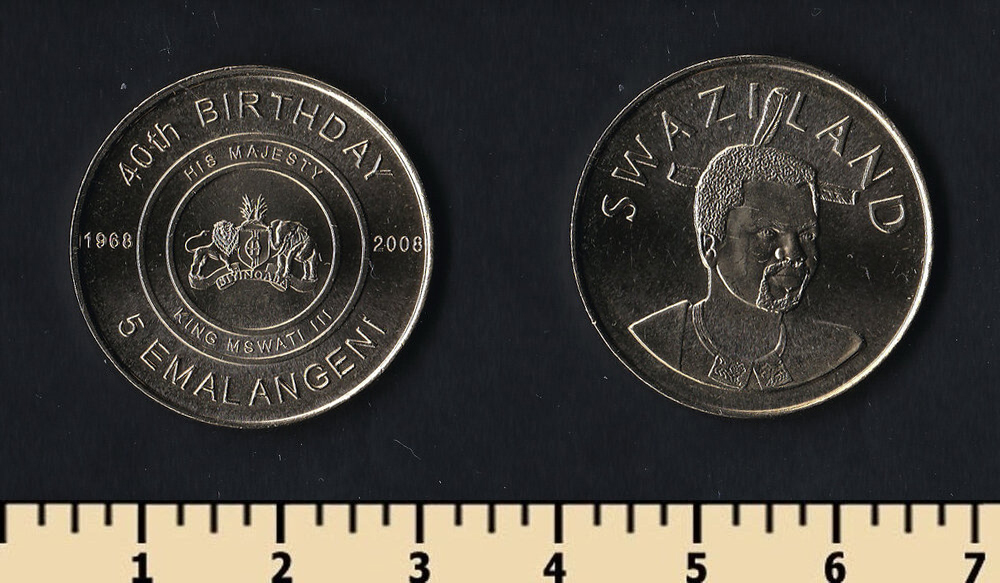 40th BIRTHDAY
HIS MAJESTY
1968
2008
SIYINQABA
KING MSWATI III
5 EMALANGENI
SWAZILAND
1 2 3 4 5 6 7